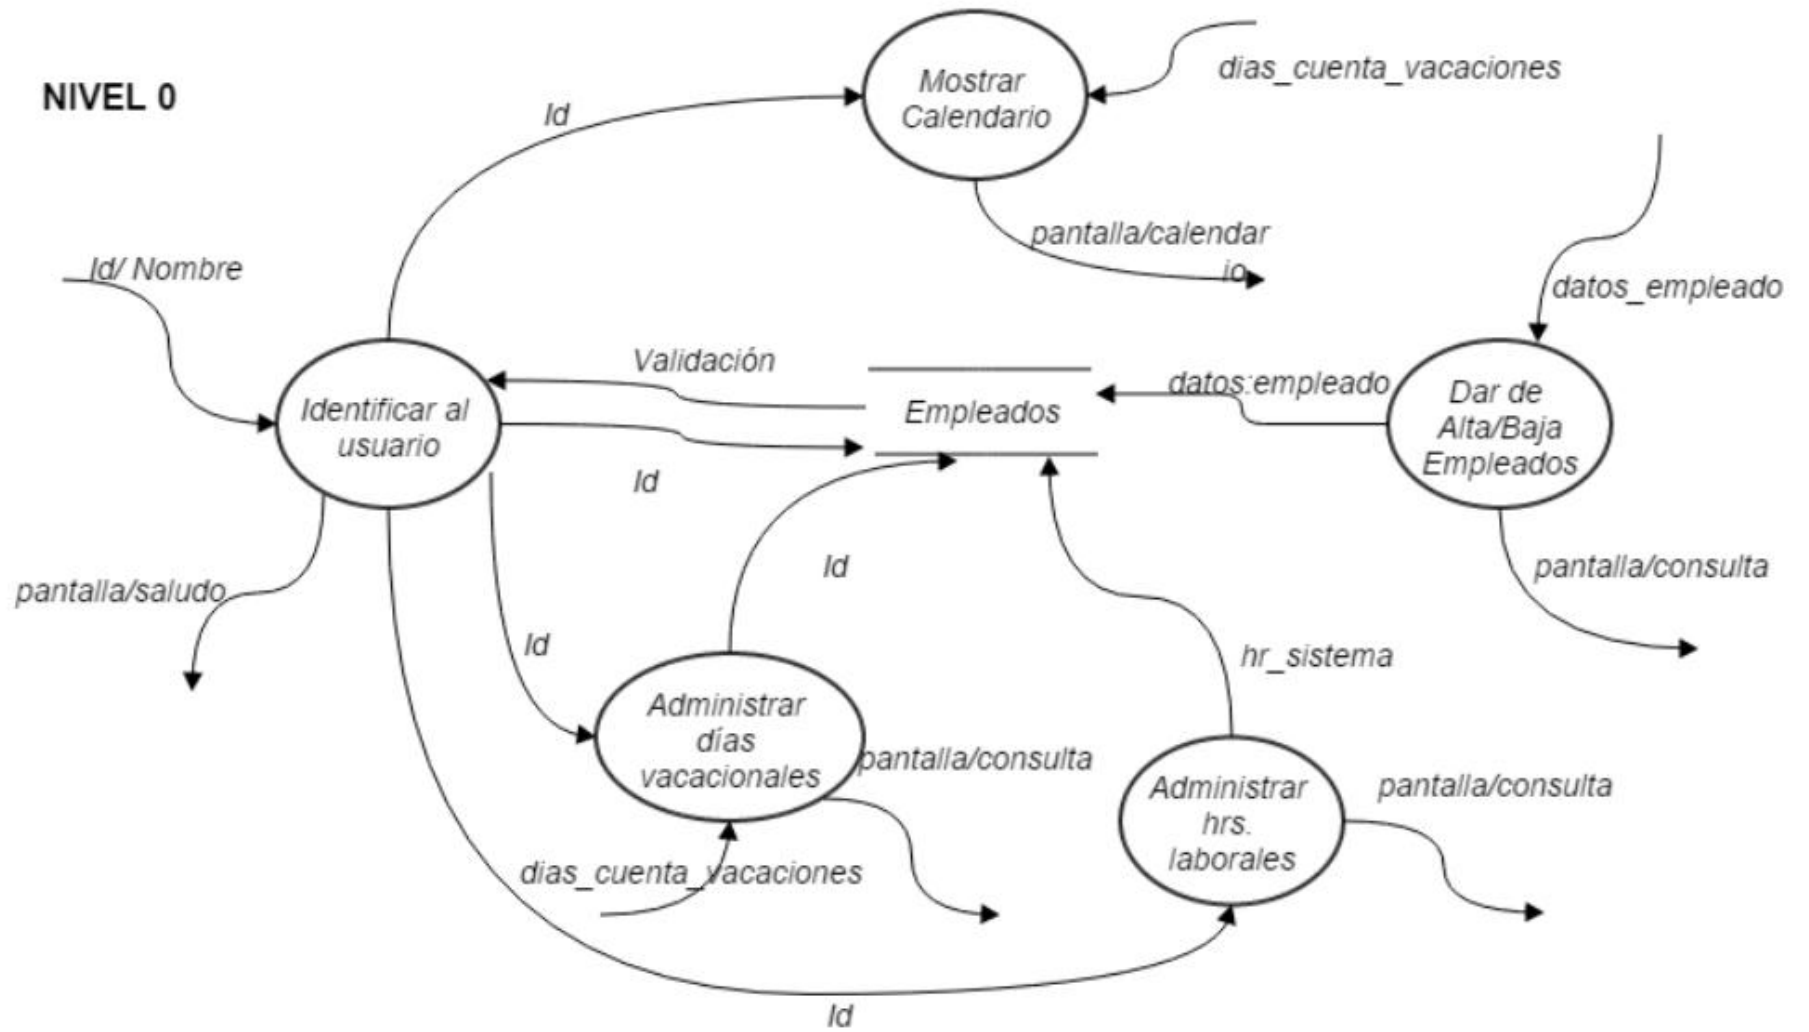 NIVEL 0
Mostrar
Calendario
dias_cuenta_vacaciones
Id
pantalla/calendar
io
Id/ Nombre
datos_empleado
Identificar al
usuario
Validación
Id
Empleados
datos:empleado
Dar de
Alta/Baja
Empleados
pantalla/saludo
Id
Id
hr_sistema
pantalla/consulta
Administrar
días
vacacionales
pantalla/consulta
dias_cuenta_vacaciones
Administrar
hrs.
laborales
pantalla/consulta
Id